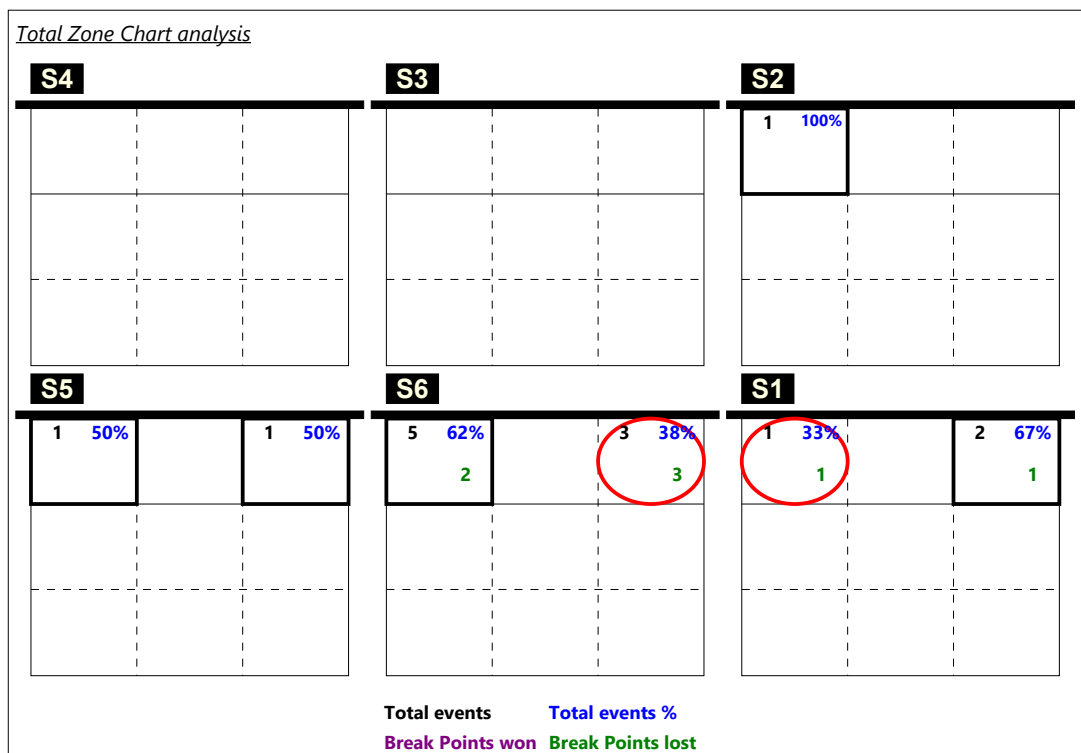 Total Zone Chart analysis
S4 S3 S2
1 100%
S5 S6 S1
1 50% 1 50% 5 62% 3 38% 1 33% 2 67%
2 3 1 1
Total events Total events %
Break Points won Break Points lost